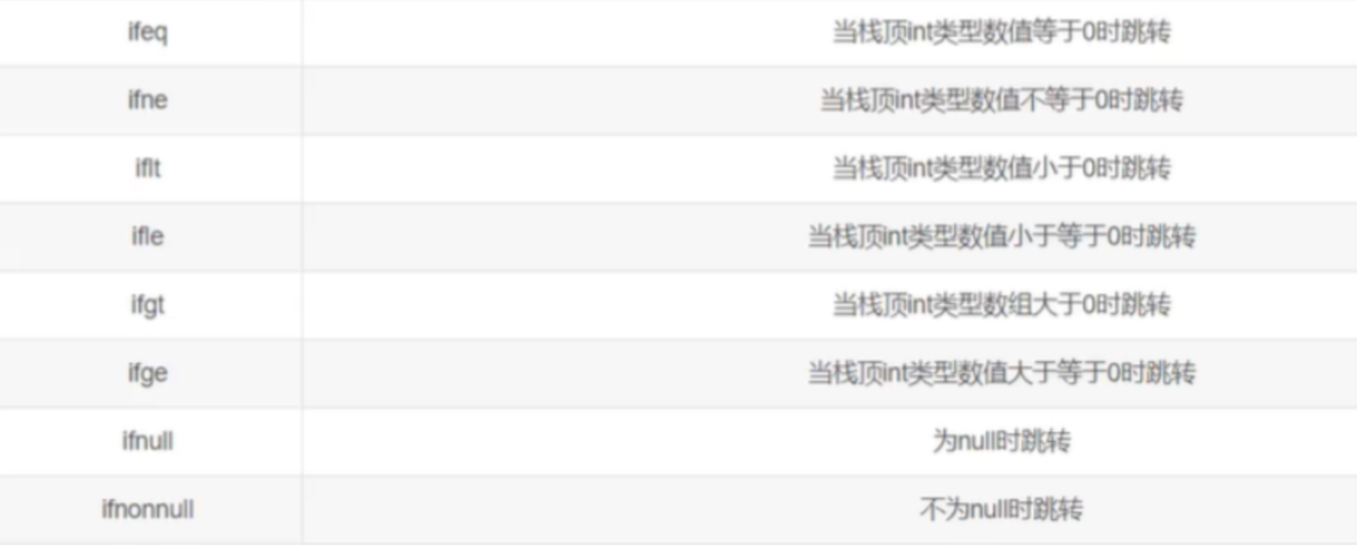 ifeq 当栈顶int类型数值等于0时跳转
ifne 当栈顶int类型数值不等于0时跳转
iflt 当栈顶int类型数值小于0时跳转
ifle 当栈顶int类型数值小于等于0时跳转
ifgt 当栈顶int类型数组大于0时跳转
ifge 当栈顶int类型数值大于等于0时跳转
ifnull 为null时跳转
ifnonnull 不为null时跳转